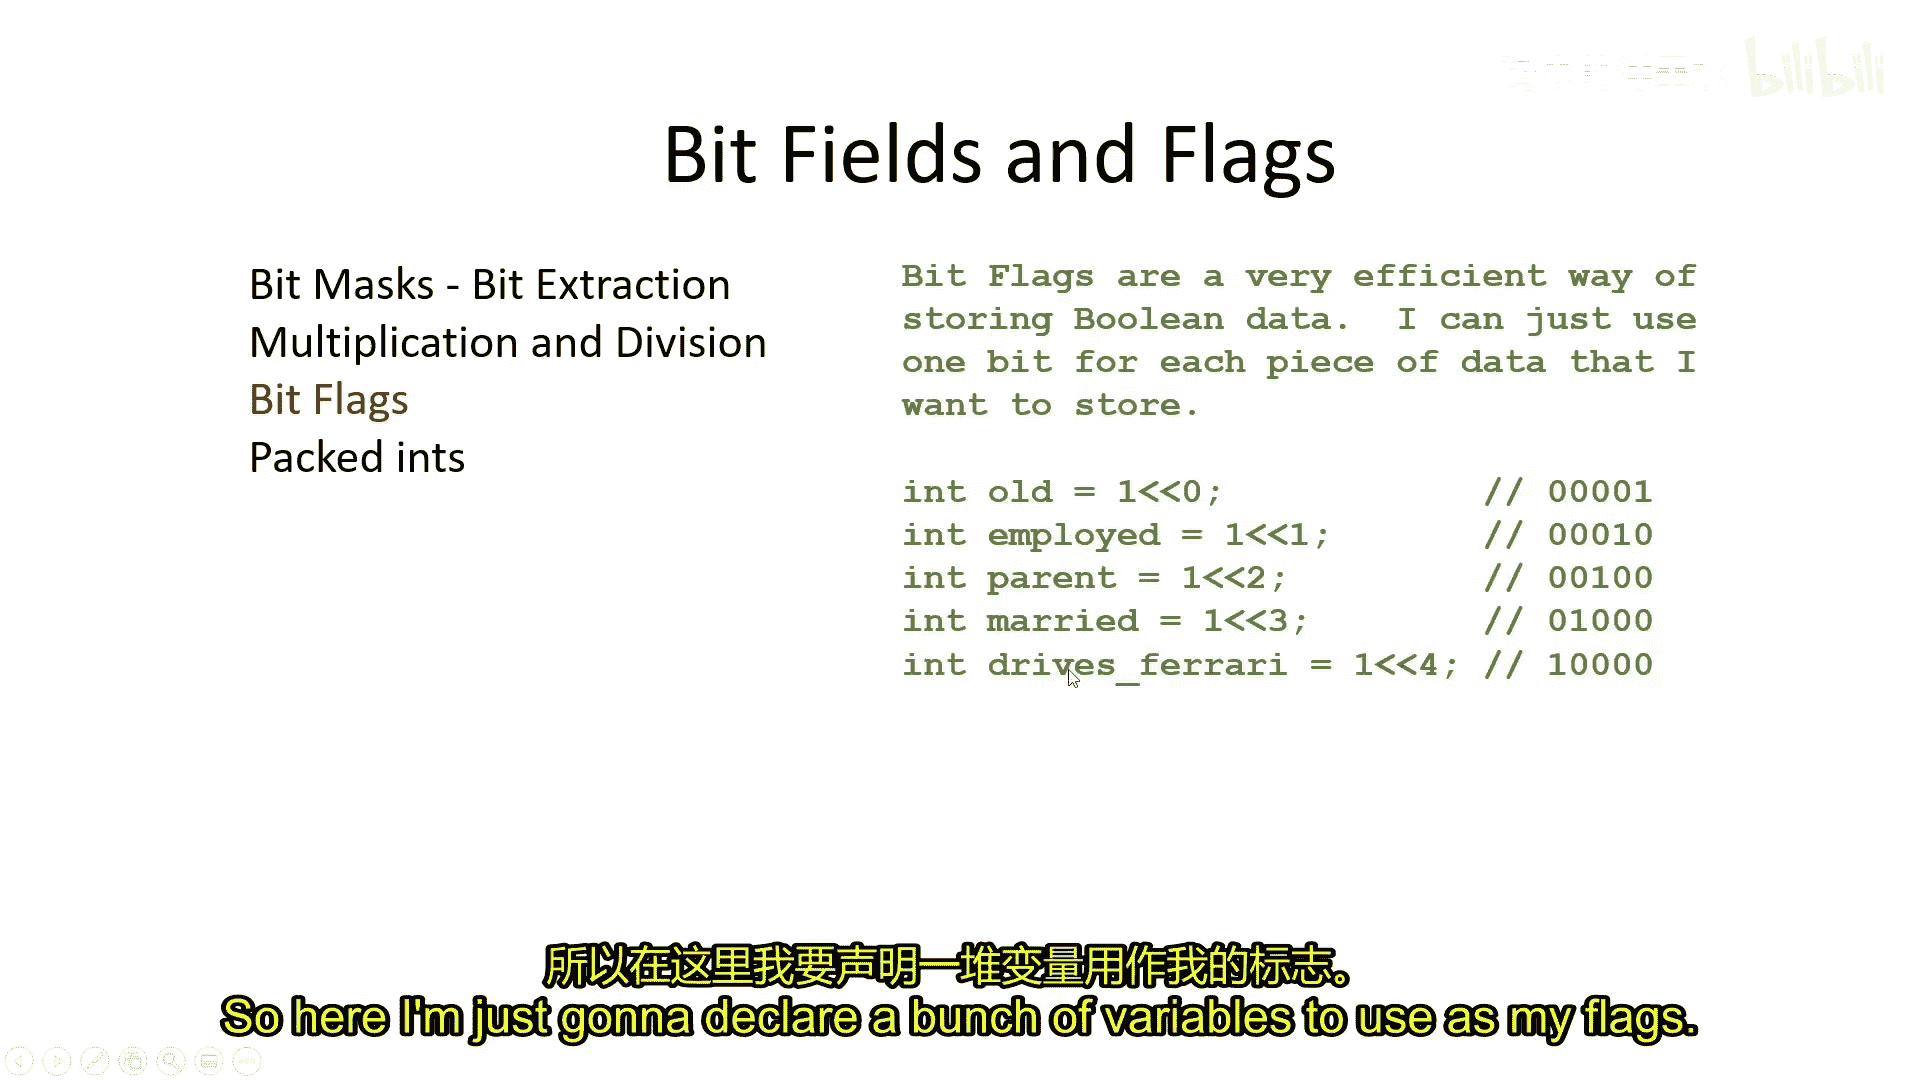 bilibili
Bit Fields and Flags
Bit Masks - Bit Extraction
Multiplication and Division
Bit Flags
Packed ints
Bit Flags are a very efficient way of
storing Boolean data.  I can just use
one bit for each piece of data that I
want to store.
int old = 1<<0;            // 00001
int employed = 1<<1;       // 00010
int parent = 1<<2;         // 00100
int married = 1<<3;        // 01000
int drives_ferrari = 1<<4; // 10000
所以在这里我要声明一堆变量用作我的标志。
So here I'm just gonna declare a bunch of variables to use as my flags.